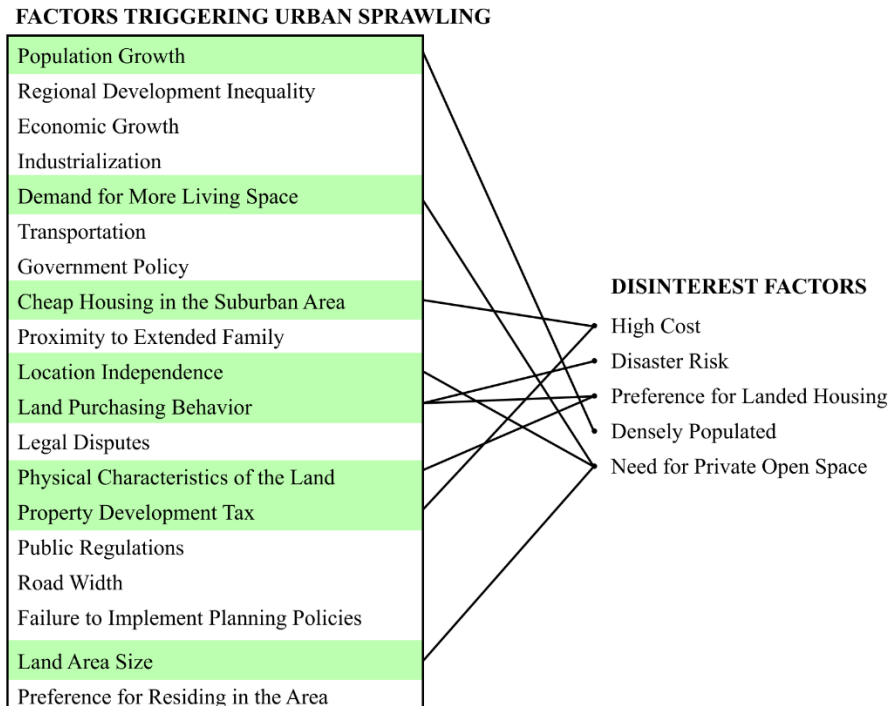 FACTORS TRIGGERING URBAN SPRAWLING
Population Growth
Regional Development Inequality
Economic Growth
Industrialization
Demand for More Living Space
Transportation
Government Policy
Cheap Housing in the Suburban Area
Proximity to Extended Family
Location Independence
Land Purchasing Behavior
Legal Disputes
Physical Characteristics of the Land
Property Development Tax
Public Regulations
Road Width
Failure to Implement Planning Policies
Land Area Size
Preference for Residing in the Area
DISINTEREST FACTORS
High Cost
Disaster Risk
Preference for Landed Housing
Densely Populated
Need for Private Open Space